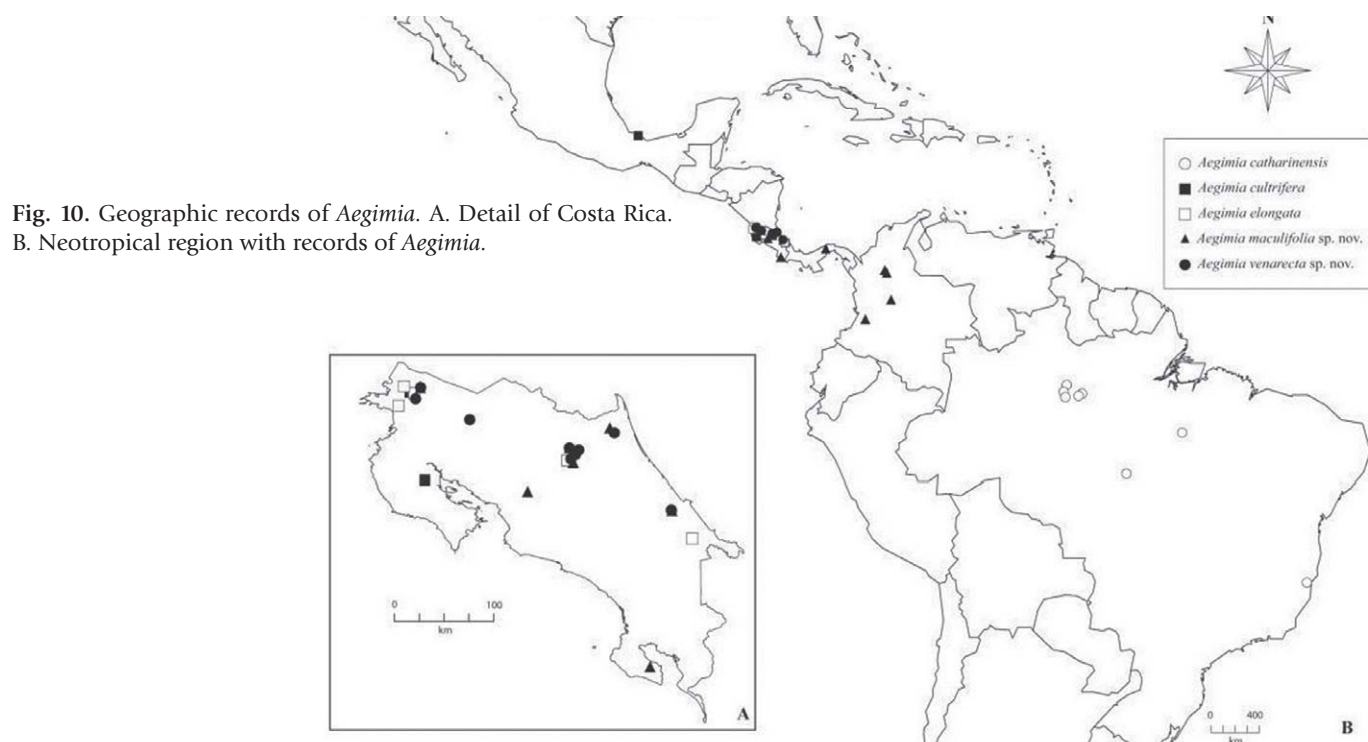 N
Aegimia catharinensis
Aegimia cultrifera
Aegimia elongata
Aegimia maculifolia sp. nov.
Aegimia venarecta sp. nov.
Fig. 10. Geographic records of Aegimia. A. Detail of Costa Rica.
B. Neotropical region with records of Aegimia.
0 100
km
A
0 400
km
B